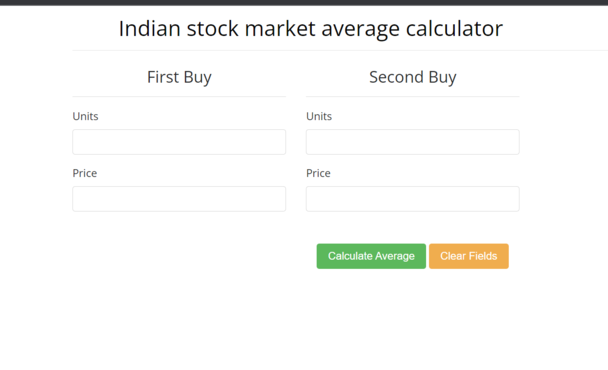 Indian stock market average calculator
First Buy
Second Buy
Units
Units
Price
Price
Calculate Average
Clear Fields